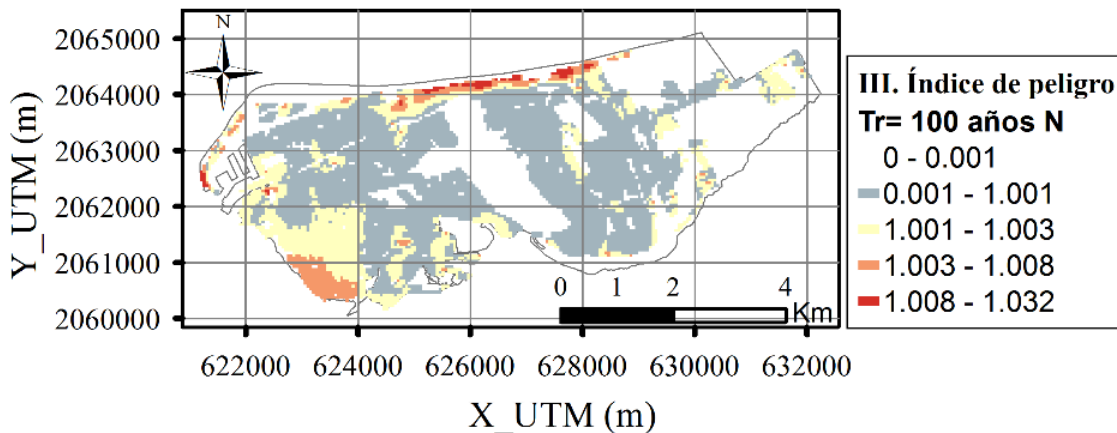 N
2065000
2064000
2063000
2062000
2061000
2060000
Y_UTM (m)
0 1 2 4
Km
622000 624000 626000 628000 630000 632000
X_UTM (m)
III. Índice de peligro
Tr= 100 años N
0 - 0.001
0.001 - 1.001
1.001 - 1.003
1.003 - 1.008
1.008 - 1.032